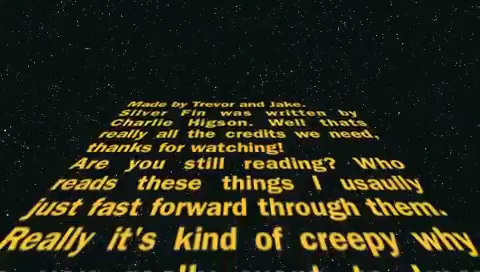 Made by Trevor and Jake.
Silver Fin was written by
Charlie Higson. Well thats
really all the credits we need,
thanks for watching!
Are you still reading? Who
reads these things I usaully
just fast forward through them.
Really it's kind of creepy why